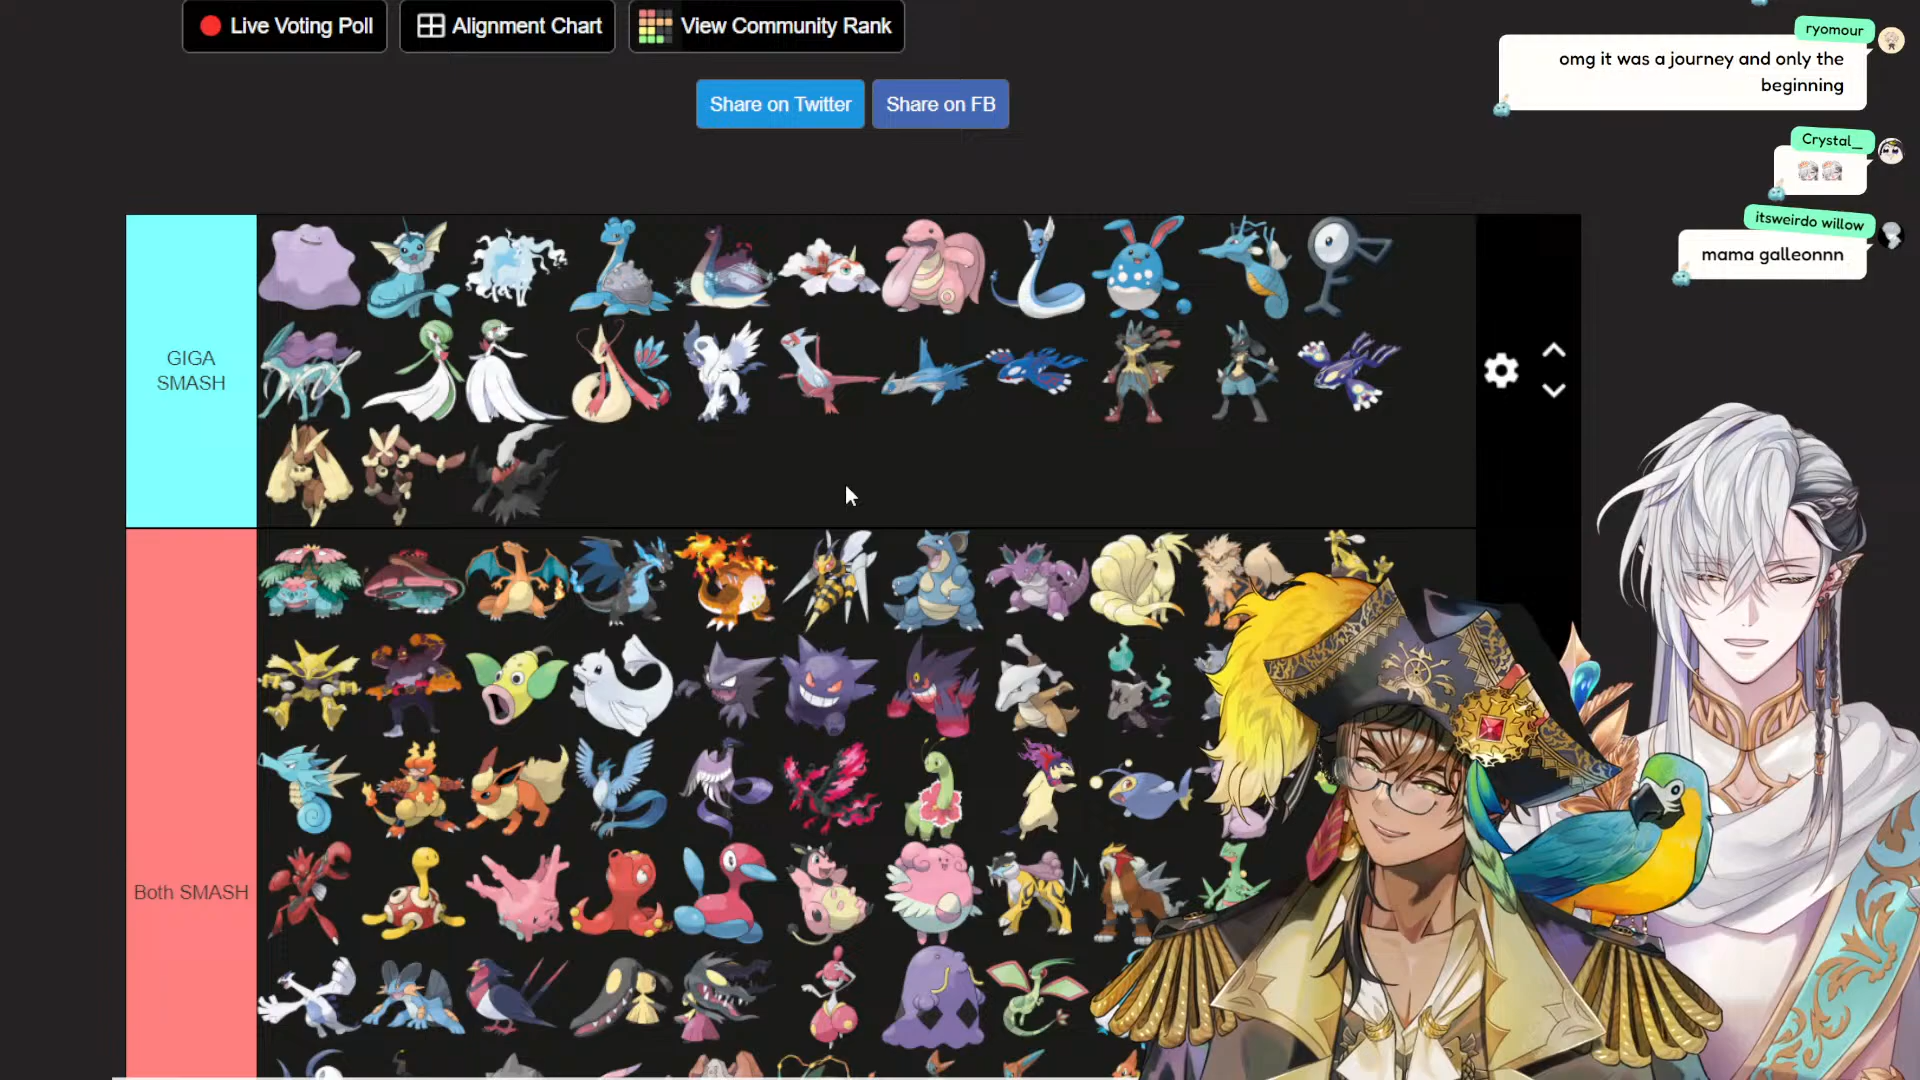 Live Voting Poll
Alignment Chart
View Community Rank
Share on Twitter
Share on FB
ryomour
omg it was a journey and only the
beginning
Crystal_
itsweirdo willow
mama galleonnn
GIGA
SMASH
Both SMASH